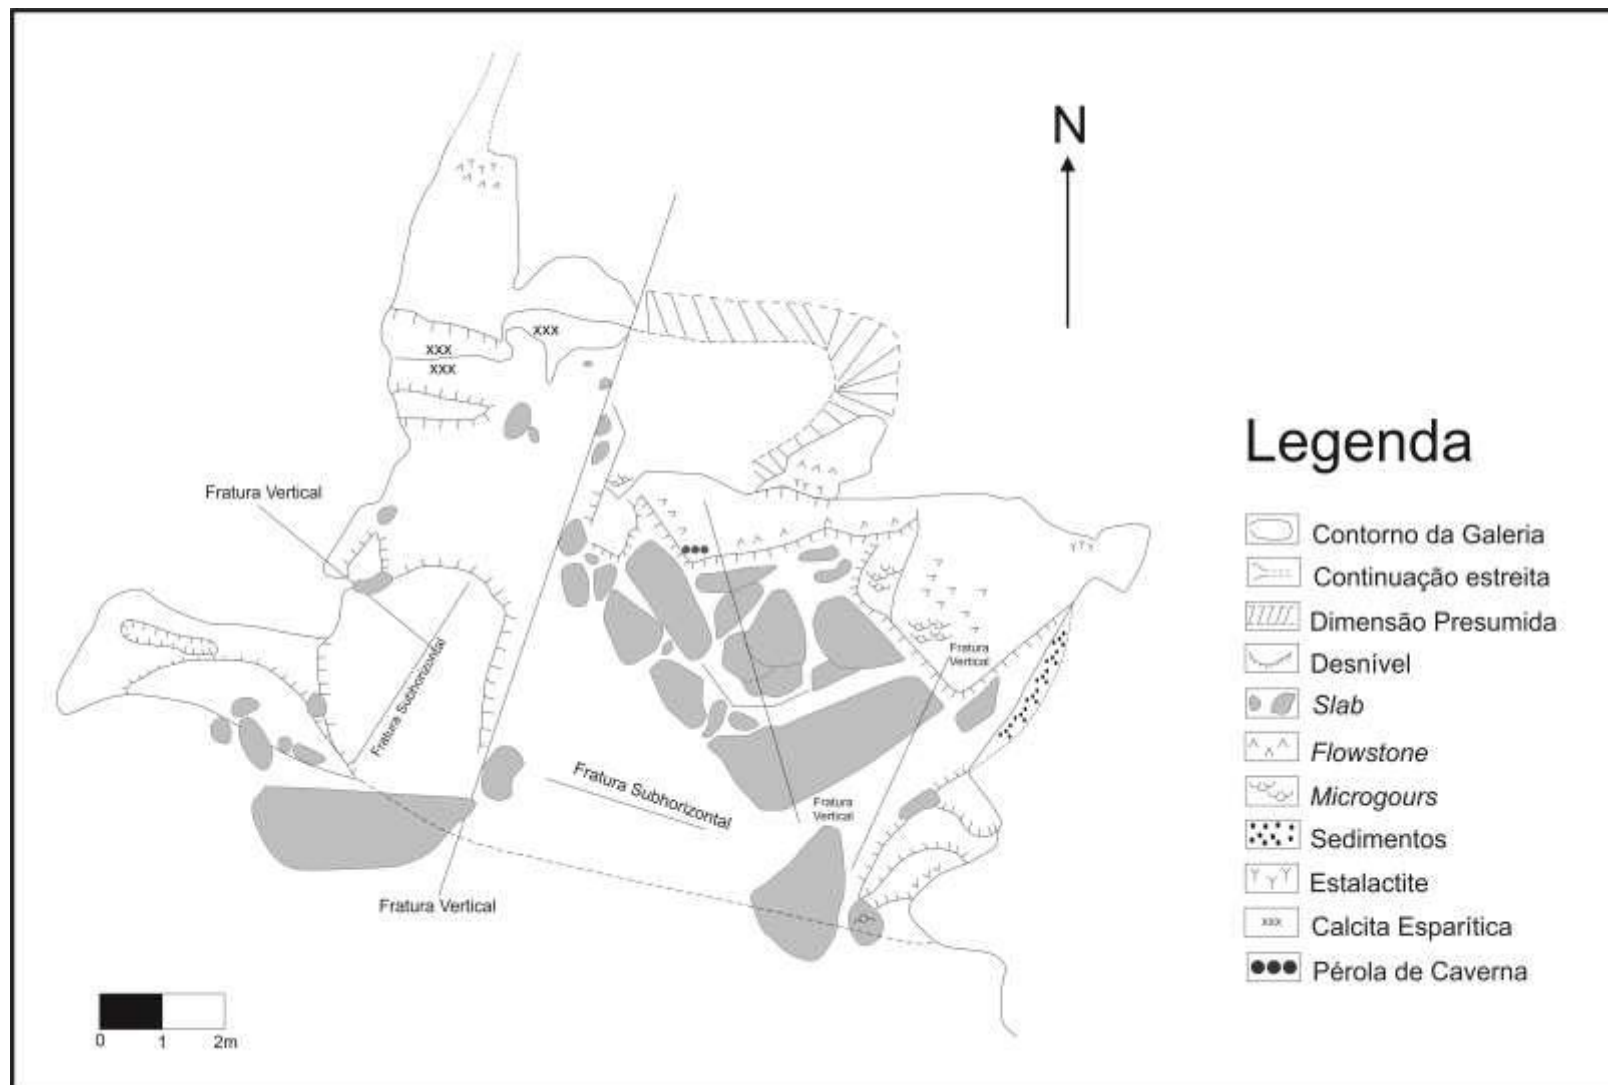 N
xxx
xxx
xxx
Fratura Vertical
Fratura Subhorizontal
Fratura
Vertical
Fratura Subhorizontal
Fratura
Vertical
Fratura Vertical
0 1 2m
Legenda
Contorno da Galeria
Continuação estreita
Dimensão Presumida
Desnível
Slab
Flowstone
Microgours
Sedimentos
Estalactite
xxx Calcita Esparítica
Pérola de Caverna